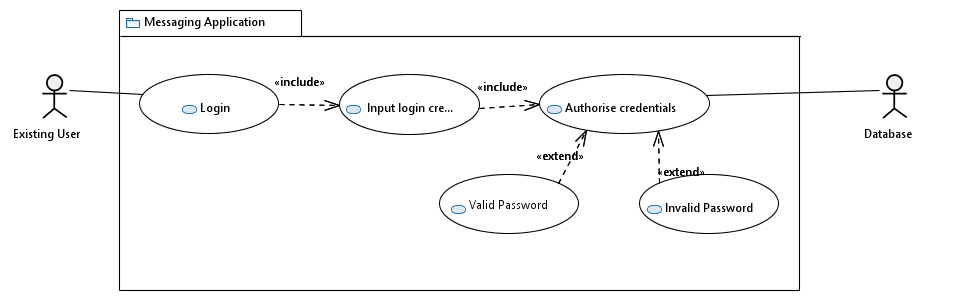 Messaging Application
«include»
«include»
Login
Input login cre...
Authorise credentials
Existing User
Database
«extend»
«extend»
Valid Password
Invalid Password